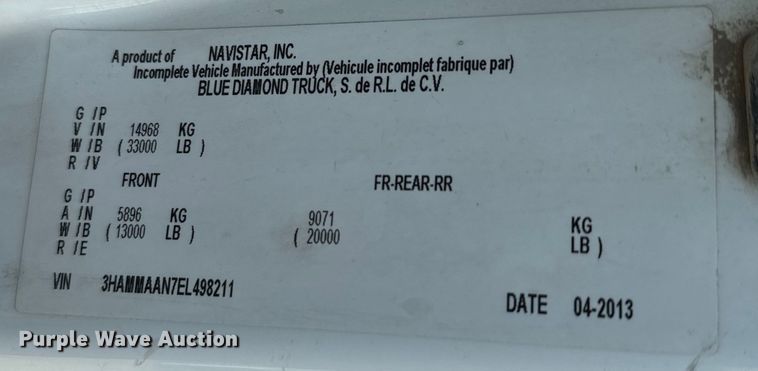 A product of NAVISTAR, INC.
Incomplete Vehicle Manufactured by (Vehicule incomplet fabrique par)
BLUE DIAMOND TRUCK, S. de R.L. de C.V.
G /P
V /N 14968 KG
W /B ( 33000 LB )
R /V
FRONT FR-REAR-RR
G /P
A /N 5896 KG 9071 KG
W /B ( 13000 LB ) ( 20000 LB )
R /E
VIN 3HAMMAAN7EL498211
DATE 04-2013
Purple Wave Auction